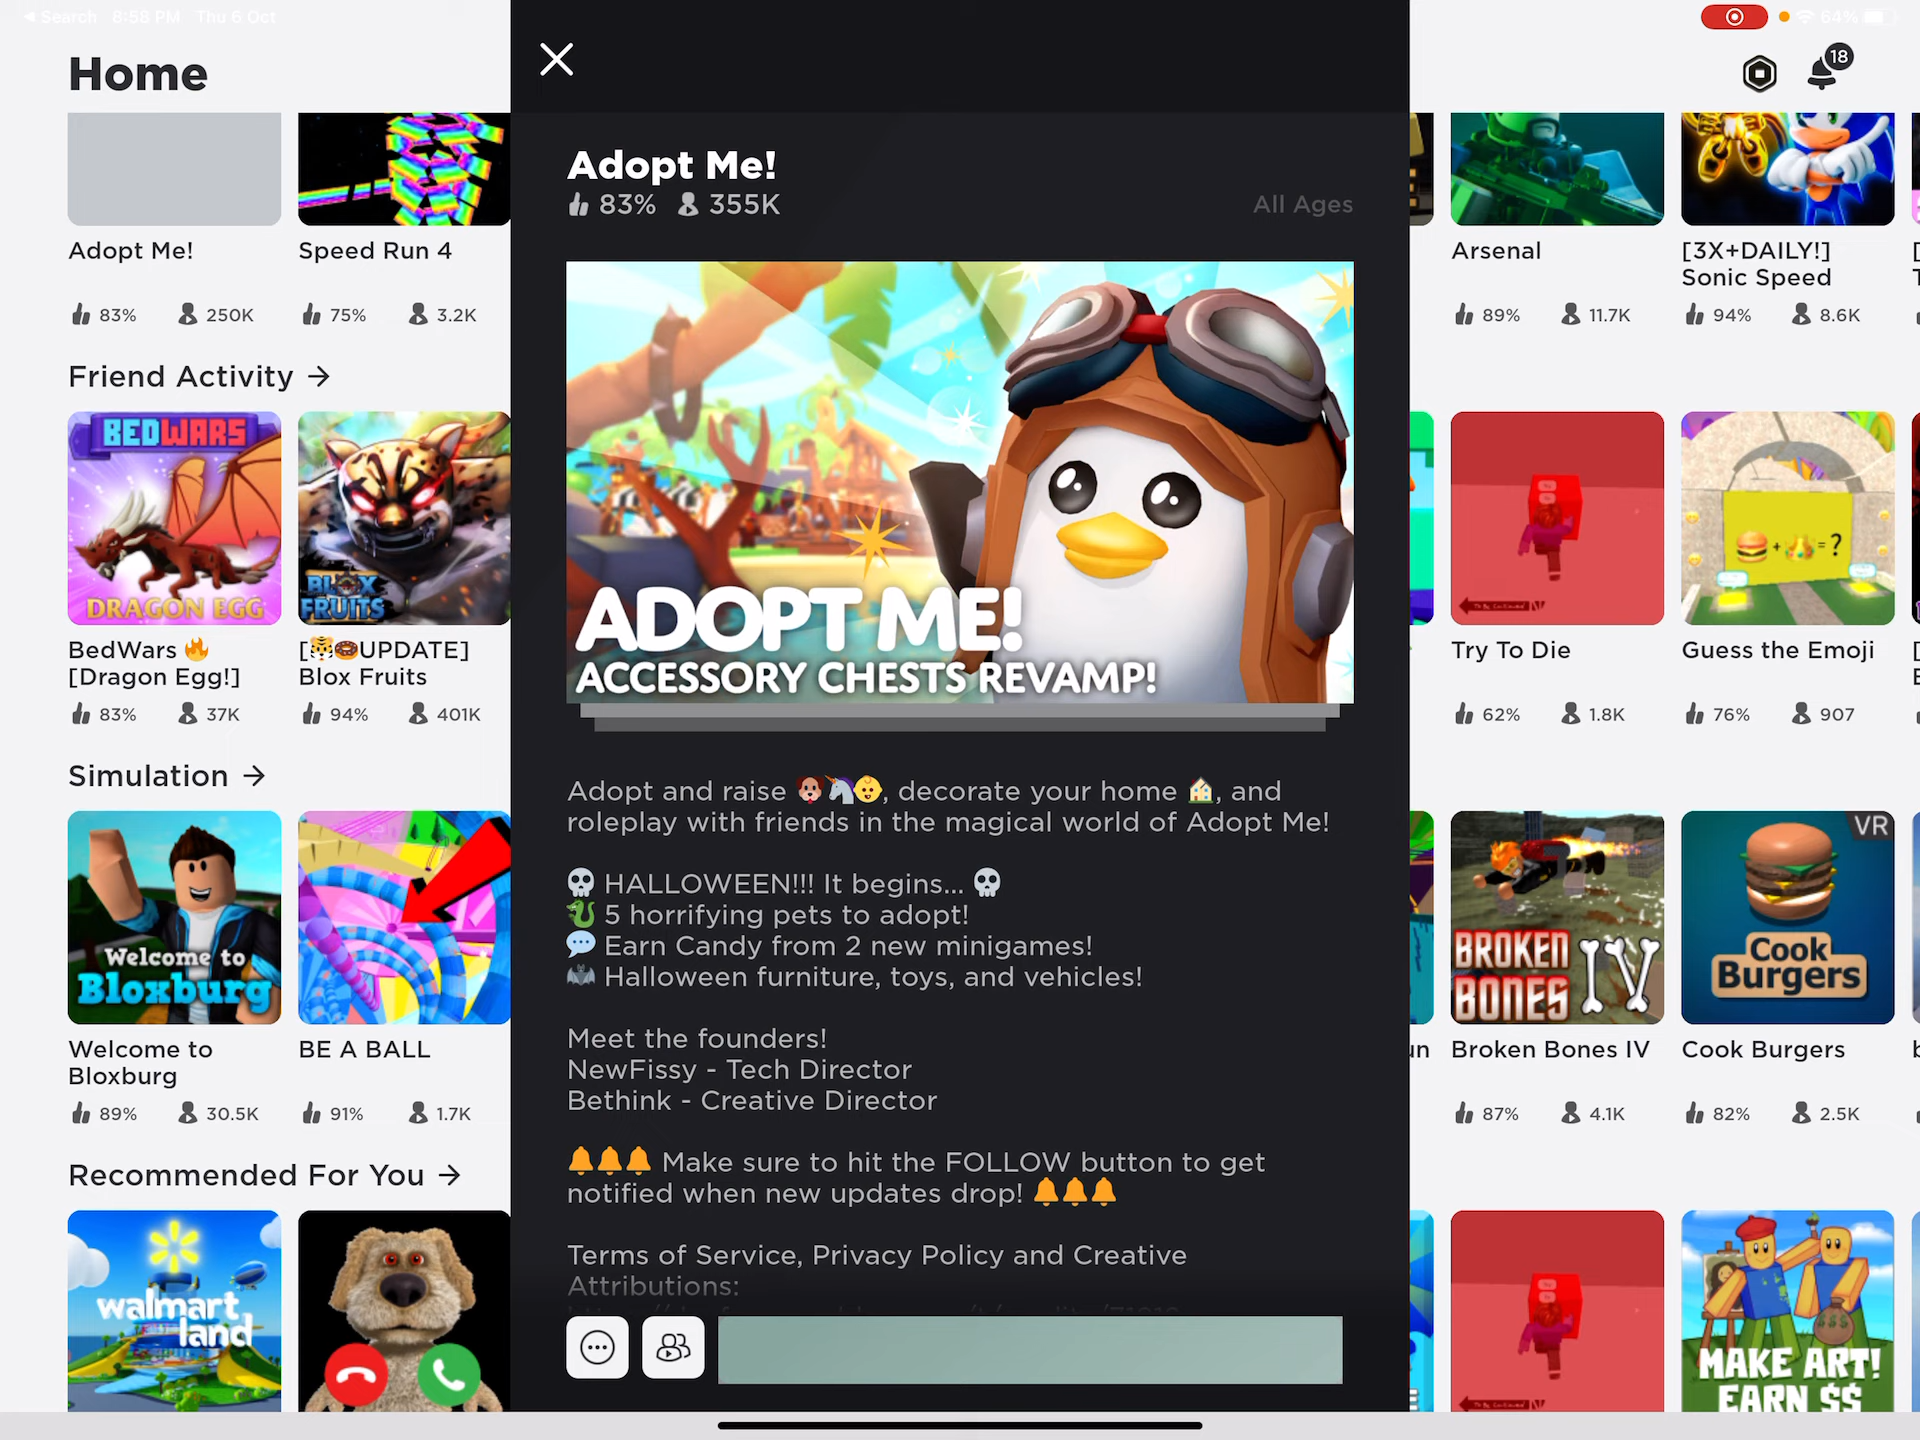 Search 8:58 PM Thu 6 Oct
64%
Home
18
Adopt Me!
83% 250K
Speed Run 4
75% 3.2K
Friend Activity
BEDWARS
DRAGON EGG
BedWars 🔥
[Dragon Egg!]
83% 37K
BLOX
FRUITS
[🐯🍩UPDATE]
Blox Fruits
94% 401K
Simulation
Welcome to
Bloxburg
Welcome to
Bloxburg
89% 30.5K
BE A BALL
91% 1.7K
Recommended For You
walmart
land
Adopt Me!
83% 355K
All Ages
ADOPT ME!
ACCESSORY CHESTS REVAMP!
Adopt and raise 🐶🦄👶, decorate your home 🏠, and
roleplay with friends in the magical world of Adopt Me!
💀 HALLOWEEN!!! It begins... 💀
🐍 5 horrifying pets to adopt!
💬 Earn Candy from 2 new minigames!
🦇 Halloween furniture, toys, and vehicles!
Meet the founders!
NewFissy - Tech Director
Bethink - Creative Director
🔔🔔🔔 Make sure to hit the FOLLOW button to get
notified when new updates drop! 🔔🔔🔔
Terms of Service, Privacy Policy and Creative
Attributions:
Arsenal
89% 11.7K
[3X+DAILY!]
Sonic Speed
94% 8.6K
Try To Die
62% 1.8K
+ = ?
Guess the Emoji
76% 907
BROKEN
BONES IV
Broken Bones IV
87% 4.1K
VR
Cook
Burgers
Cook Burgers
82% 2.5K
MAKE ART!
EARN $$